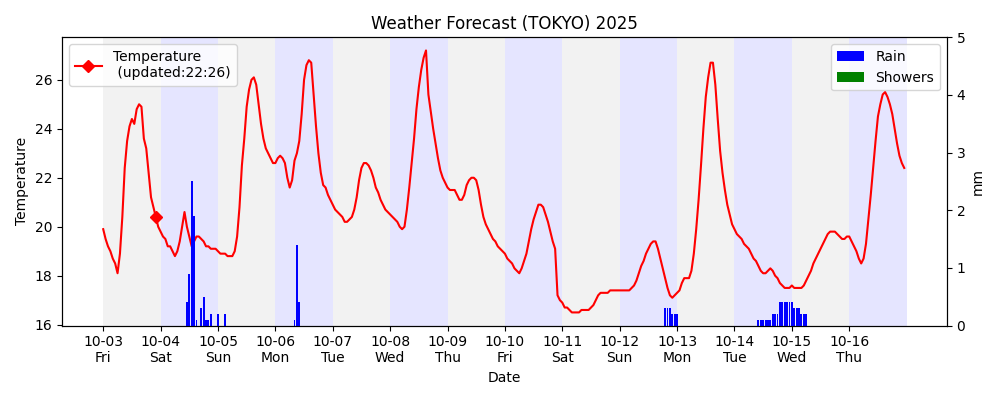 Weather Forecast (TOKYO) 2025
Temperature
(updated:22:26)
Rain
Showers
Temperature
26
24
22
20
18
16
5
4
3
2
1
0
mm
10-03 10-04 10-05 10-06 10-07 10-08 10-09 10-10 10-11 10-12 10-13 10-14 10-15 10-16
Fri Sat Sun Mon Tue Wed Thu Fri Sat Sun Mon Tue Wed Thu
Date